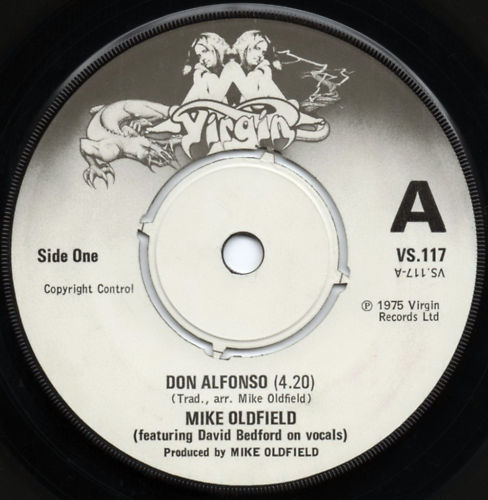 Virgin
A
Side One
VS.117
VS.117-A
Copyright Control
℗ 1975 Virgin
Records Ltd
DON ALFONSO (4.20)
(Trad., arr. Mike Oldfield)
MIKE OLDFIELD
(featuring David Bedford on vocals)
Produced by MIKE OLDFIELD